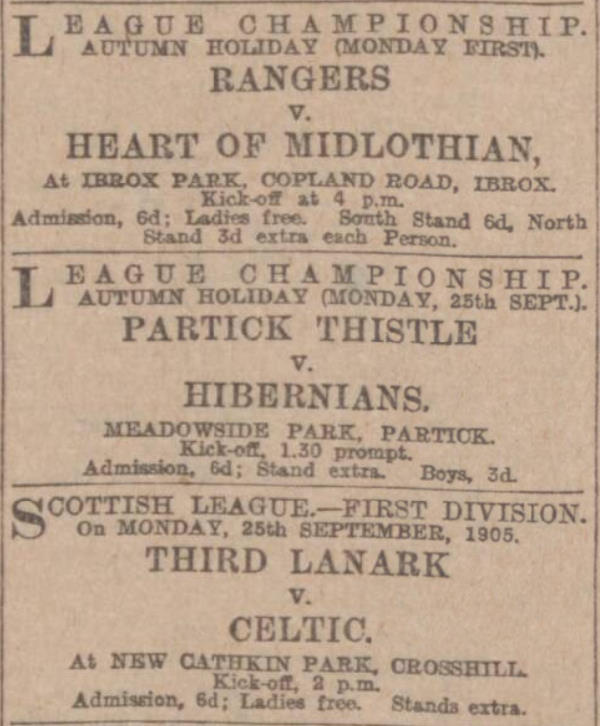 LEAGUE CHAMPIONSHIP.
AUTUMN HOLIDAY (MONDAY FIRST).
RANGERS
v.
HEART OF MIDLOTHIAN,
At IBROX PARK, COPLAND ROAD, IBROX.
Kick-off at 4 p.m.
Admission, 6d; Ladies free. South Stand 6d, North
Stand 3d extra each Person.
LEAGUE CHAMPIONSHIP.
AUTUMN HOLIDAY (MONDAY, 25th SEPT.).
PARTICK THISTLE
v.
HIBERNIANS.
MEADOWSIDE PARK, PARTICK.
Kick-off, 1.30 prompt.
Admission, 6d; Stand extra. Boys, 3d.
SCOTTISH LEAGUE.—FIRST DIVISION.
On MONDAY, 25th SEPTEMBER, 1905.
THIRD LANARK
v.
CELTIC.
At NEW CATHKIN PARK, CROSSHILL.
Kick-off, 2 p.m.
Admission, 6d; Ladies free. Stands extra.